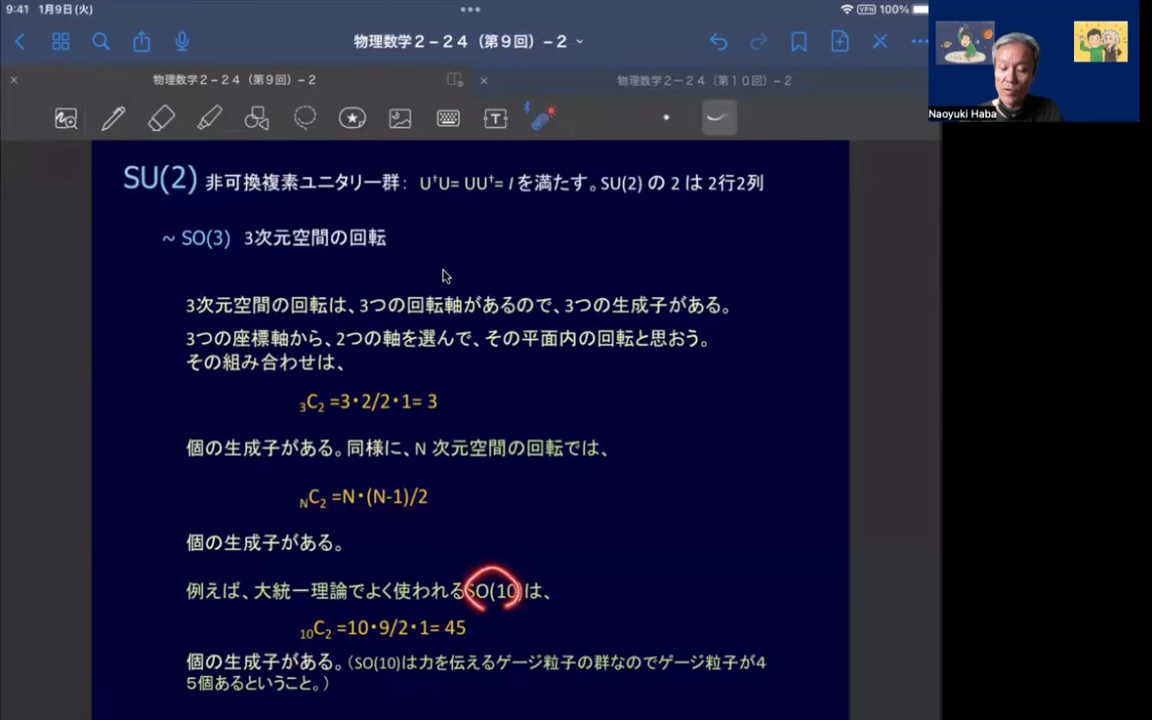 9:41 1月9日(火)
VPN 100%
物理数学2－24（第9回）－2
物理数学2－24（第9回）－2
物理数学2－24（第10回）－2
Naoyuki Haba
SU(2) 非可換複素ユニタリー群： U†U= UU†= I を満たす。SU(2) の 2 は 2行2列
~ SO(3) 3次元空間の回転
3次元空間の回転は、3つの回転軸があるので、3つの生成子がある。
3つの座標軸から、2つの軸を選んで、その平面内の回転と思おう。
その組み合わせは、
₃C₂ =3・2/2・1= 3
個の生成子がある。同様に、N 次元空間の回転では、
NC₂ =N・(N-1)/2
個の生成子がある。
例えば、大統一理論でよく使われるSO(10)は、
₁₀C₂ =10・9/2・1= 45
個の生成子がある。（SO(10)は力を伝えるゲージ粒子の群なのでゲージ粒子が4
5個あるということ。）